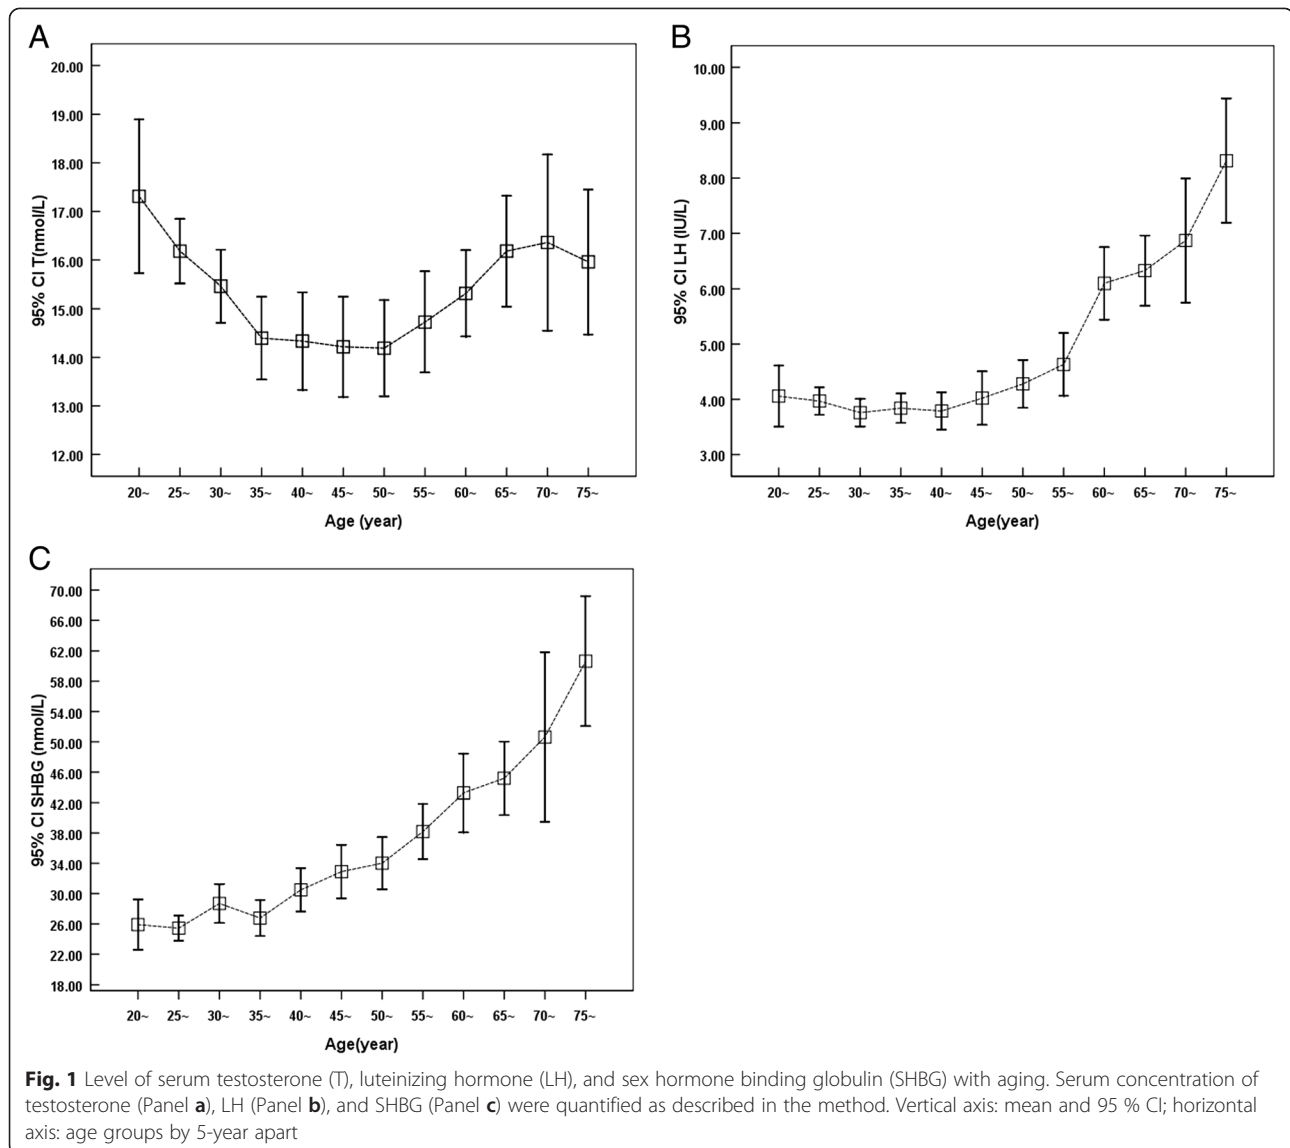 A
95% CI T(nmol/L)
20.00
19.00
18.00
17.00
16.00
15.00
14.00
13.00
12.00
20~ 25~ 30~ 35~ 40~ 45~ 50~ 55~ 60~ 65~ 70~ 75~
Age (year)
B
95% CI LH (IU/L)
10.00
9.00
8.00
7.00
6.00
5.00
4.00
3.00
20~ 25~ 30~ 35~ 40~ 45~ 50~ 55~ 60~ 65~ 70~ 75~
Age(year)
C
95% CI SHBG (nmol/L)
70.00
66.00
62.00
58.00
54.00
50.00
46.00
42.00
38.00
34.00
30.00
26.00
22.00
18.00
20~ 25~ 30~ 35~ 40~ 45~ 50~ 55~ 60~ 65~ 70~ 75~
Age(year)
Fig. 1 Level of serum testosterone (T), luteinizing hormone (LH), and sex hormone binding globulin (SHBG) with aging. Serum concentration of
testosterone (Panel a), LH (Panel b), and SHBG (Panel c) were quantified as described in the method. Vertical axis: mean and 95 % CI; horizontal
axis: age groups by 5-year apart